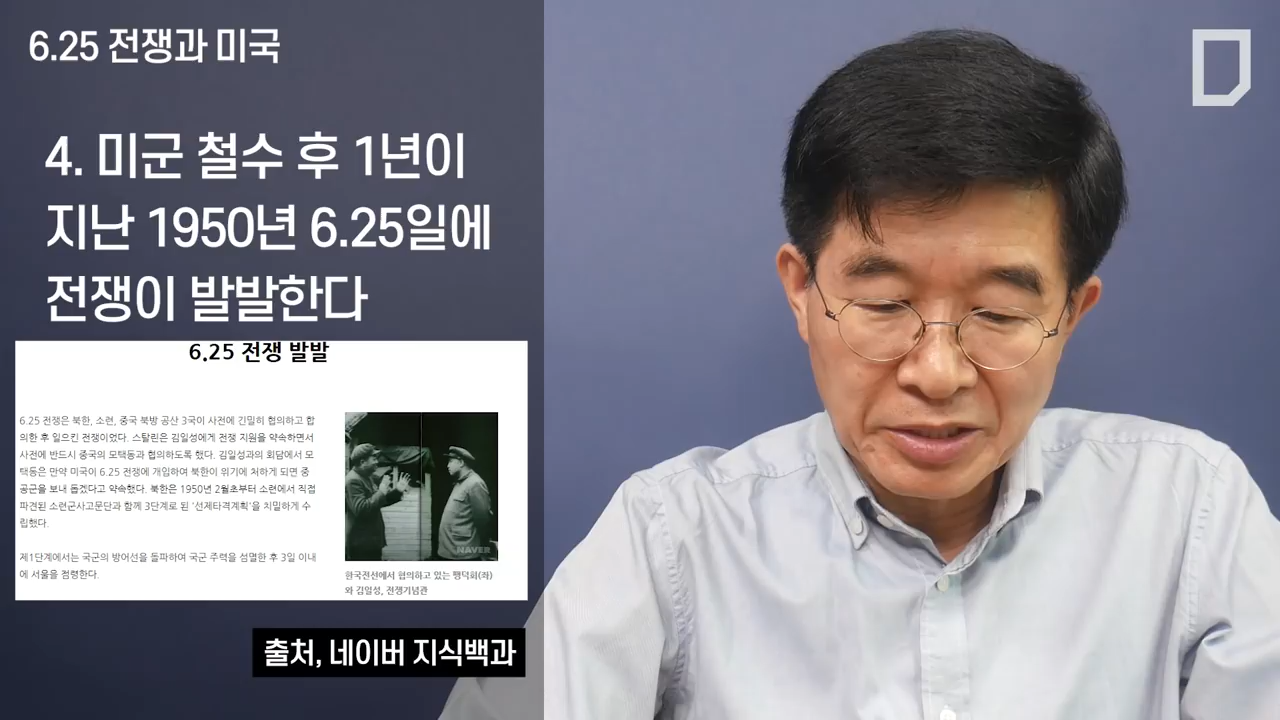 6.25 전쟁과 미국
4. 미군 철수 후 1년이
지난 1950년 6.25일에
전쟁이 발발한다
6.25 전쟁 발발
6.25 전쟁은 북한, 소련, 중국 북방 공산 3국이 사전에 긴밀히 협의하고 합
의한 후 일으킨 전쟁이었다. 스탈린은 김일성에게 전쟁 지원을 약속하면서
사전에 반드시 중국의 모택동과 협의하도록 했다. 김일성과의 회담에서 모
택동은 만약 미국이 6.25 전쟁에 개입하여 북한이 위기에 처하게 되면 중
공군을 보내 돕겠다고 약속했다. 북한은 1950년 2월초부터 소련에서 직접
파견된 소련군사고문단과 함께 3단계로 된 '선제타격계획'을 치밀하게 수
립했다.
제1단계에서는 국군의 방어선을 돌파하여 국군 주력을 섬멸한 후 3일 이내
에 서울을 점령한다.
NAVER
한국전선에서 협의하고 있는 팽덕회(좌)
와 김일성, 전쟁기념관
출처, 네이버 지식백과